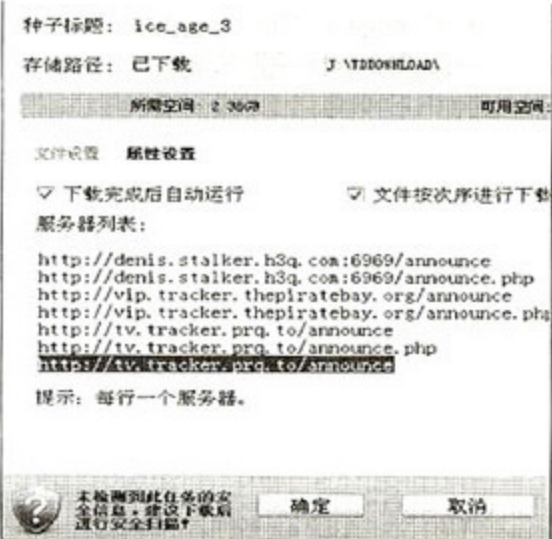 种子标题: ice_age_3
存储路径: 已下载 J:\TDDOWNLOAD\
所需空间: 2.36GB 可用空间:
文件设置 属性设置
下载完成后自动运行 文件按次序进行下载
服务器列表:
http://denis.stalker.h3q.com:6969/announce
http://denis.stalker.h3q.com:6969/announce.php
http://vip.tracker.thepiratebay.org/announce
http://vip.tracker.thepiratebay.org/announce.php
http://tv.tracker.prq.to/announce
http://tv.tracker.prq.to/announce.php
http://tv.tracker.prq.to/announce
提示: 每行一个服务器。
未检测到此任务的安
全信息，建议下载后
进行安全扫描！
确定 取消